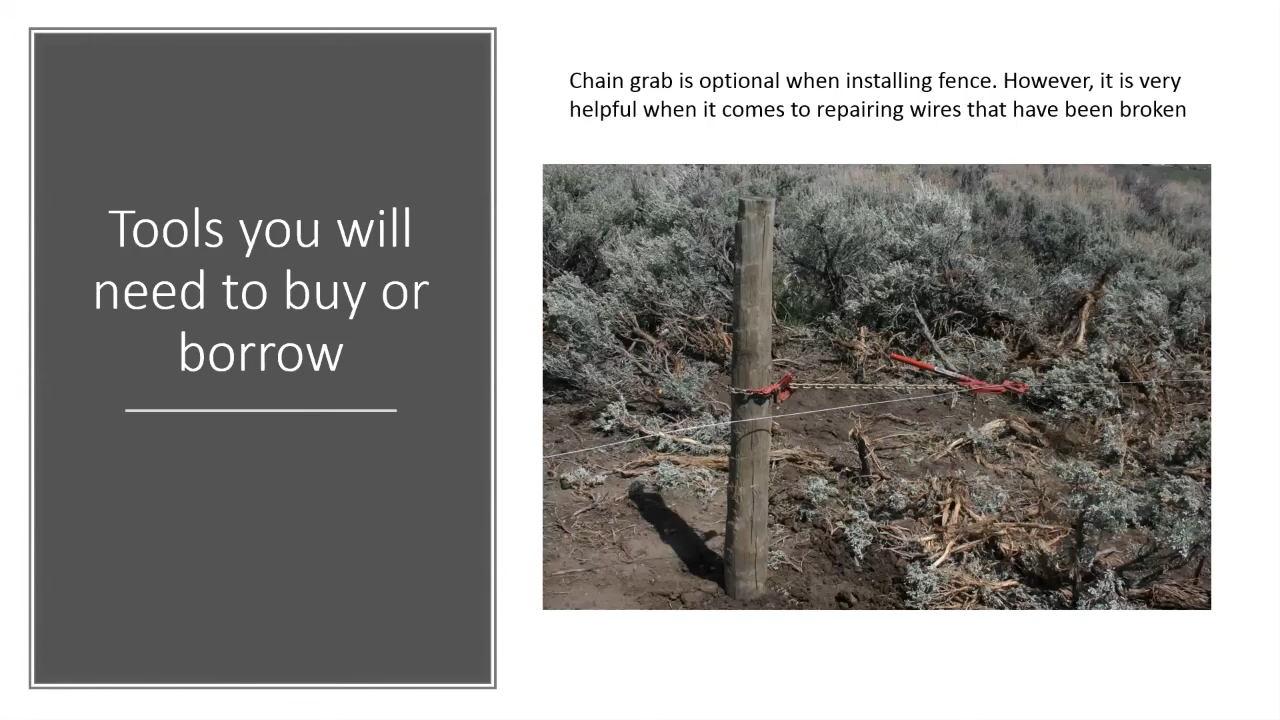 Tools you will
need to buy or
borrow
Chain grab is optional when installing fence. However, it is very
helpful when it comes to repairing wires that have been broken